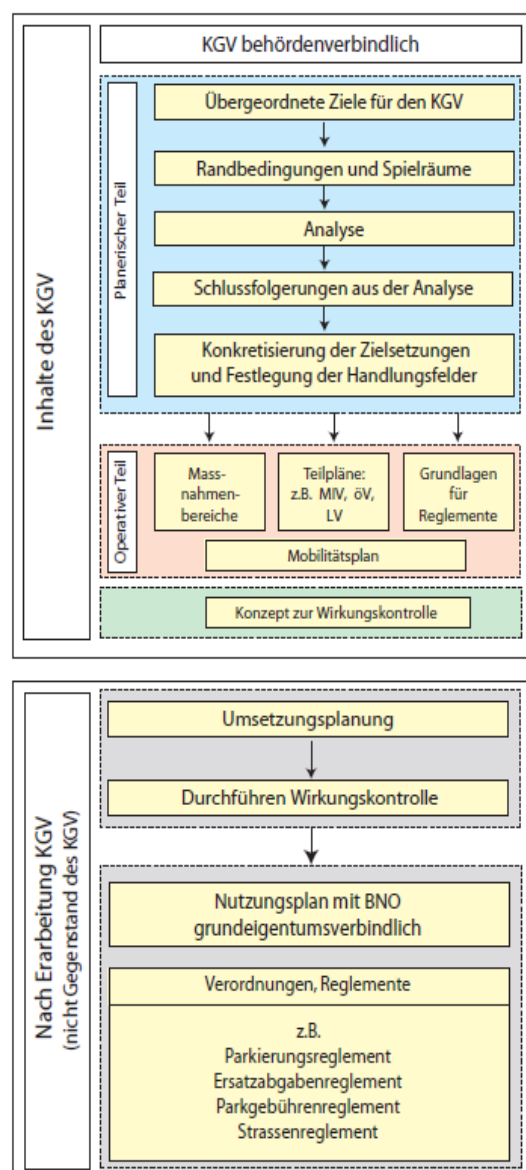 KGV behördenverbindlich
Inhalte des KGV
Planerischer Teil
Übergeordnete Ziele für den KGV
Randbedingungen und Spielräume
Analyse
Schlussfolgerungen aus der Analyse
Konkretisierung der Zielsetzungen
und Festlegung der Handlungsfelder
Operativer Teil
Mass-
nahmen-
bereiche
Teilpläne:
z.B. MIV, öV,
LV
Grundlagen
für
Reglemente
Mobilitätsplan
Konzept zur Wirkungskontrolle
Nach Erarbeitung KGV
(nicht Gegenstand des KGV)
Umsetzungsplanung
Durchführen Wirkungskontrolle
Nutzungsplan mit BNO
grundeigentumsverbindlich
Verordnungen, Reglemente
z.B.
Parkierungsreglement
Ersatzabgabenreglement
Parkgebührenreglement
Strassenreglement